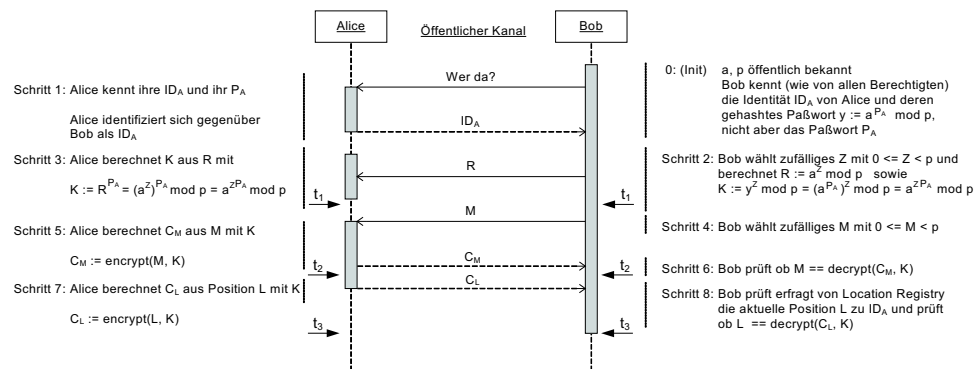 Alice
Öffentlicher Kanal
Bob
Wer da?
0: (Init) a, p öffentlich bekannt
Bob kennt (wie von allen Berechtigten)
die Identität ID_A von Alice und deren
gehashtes Paßwort y := a^P_A mod p,
nicht aber das Paßwort P_A
Schritt 1: Alice kennt ihre ID_A und ihr P_A
Alice identifiziert sich gegenüber
Bob als ID_A
ID_A
Schritt 3: Alice berechnet K aus R mit
K := R^P_A = (a^Z)^P_A mod p = a^ZP_A mod p
R
Schritt 2: Bob wählt zufälliges Z mit 0 <= Z < p und
berechnet R := a^Z mod p sowie
K := y^Z mod p = (a^P_A)^Z mod p = a^ZP_A mod p
t_1
t_1
M
Schritt 4: Bob wählt zufälliges M mit 0 <= M < p
Schritt 5: Alice berechnet C_M aus M mit K
C_M := encrypt(M, K)
t_2
C_M
t_2
Schritt 6: Bob prüft ob M == decrypt(C_M, K)
Schritt 7: Alice berechnet C_L aus Position L mit K
C_L := encrypt(L, K)
C_L
Schritt 8: Bob prüft erfragt von Location Registry
die aktuelle Position L zu ID_A und prüft
ob L == decrypt(C_L, K)
t_3
t_3